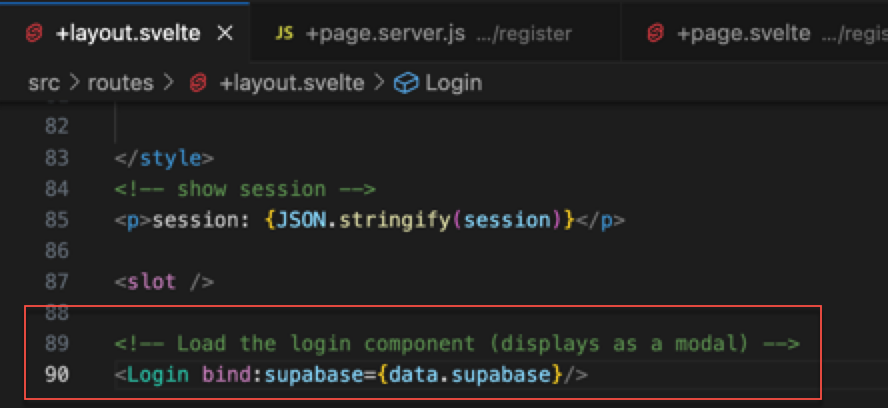 +layout.svelte
JS +page.server.js .../register
+page.svelte .../regis
src > routes > +layout.svelte > Login
82
83 </style>
84 <!-- show session -->
85 <p>session: {JSON.stringify(session)}</p>
86
87 <slot />
88
89 <!-- Load the login component (displays as a modal) -->
90 <Login bind:supabase={data.supabase}/>